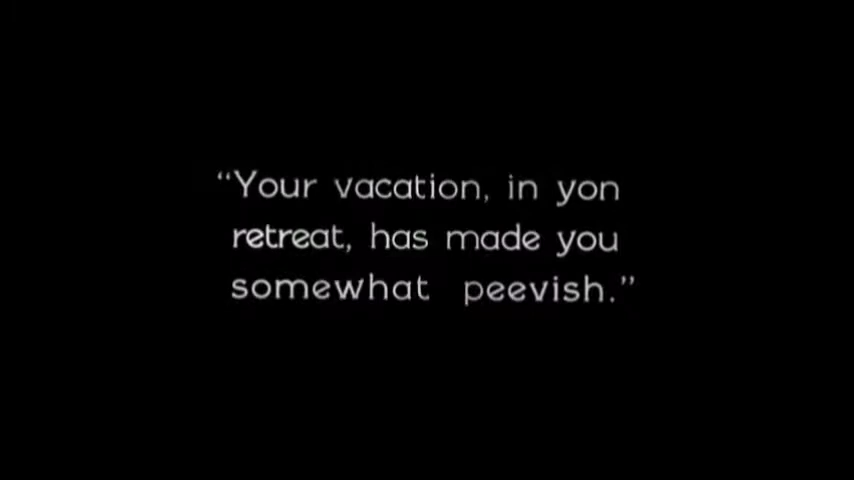 “Your vacation, in yon
retreat, has made you
somewhat peevish.”